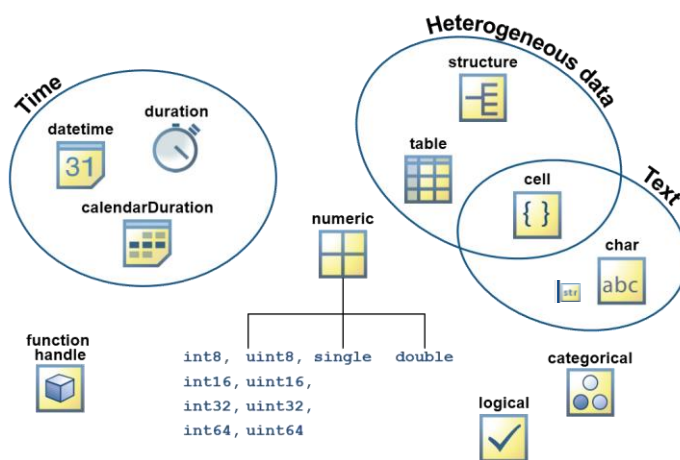 Heterogeneous data
structure
Time
duration
datetime
31
table
cell
{ }
Text
calendarDuration
numeric
char
abc
str
function
handle
int8, uint8, single double
int16, uint16,
int32, uint32,
int64, uint64
categorical
logical